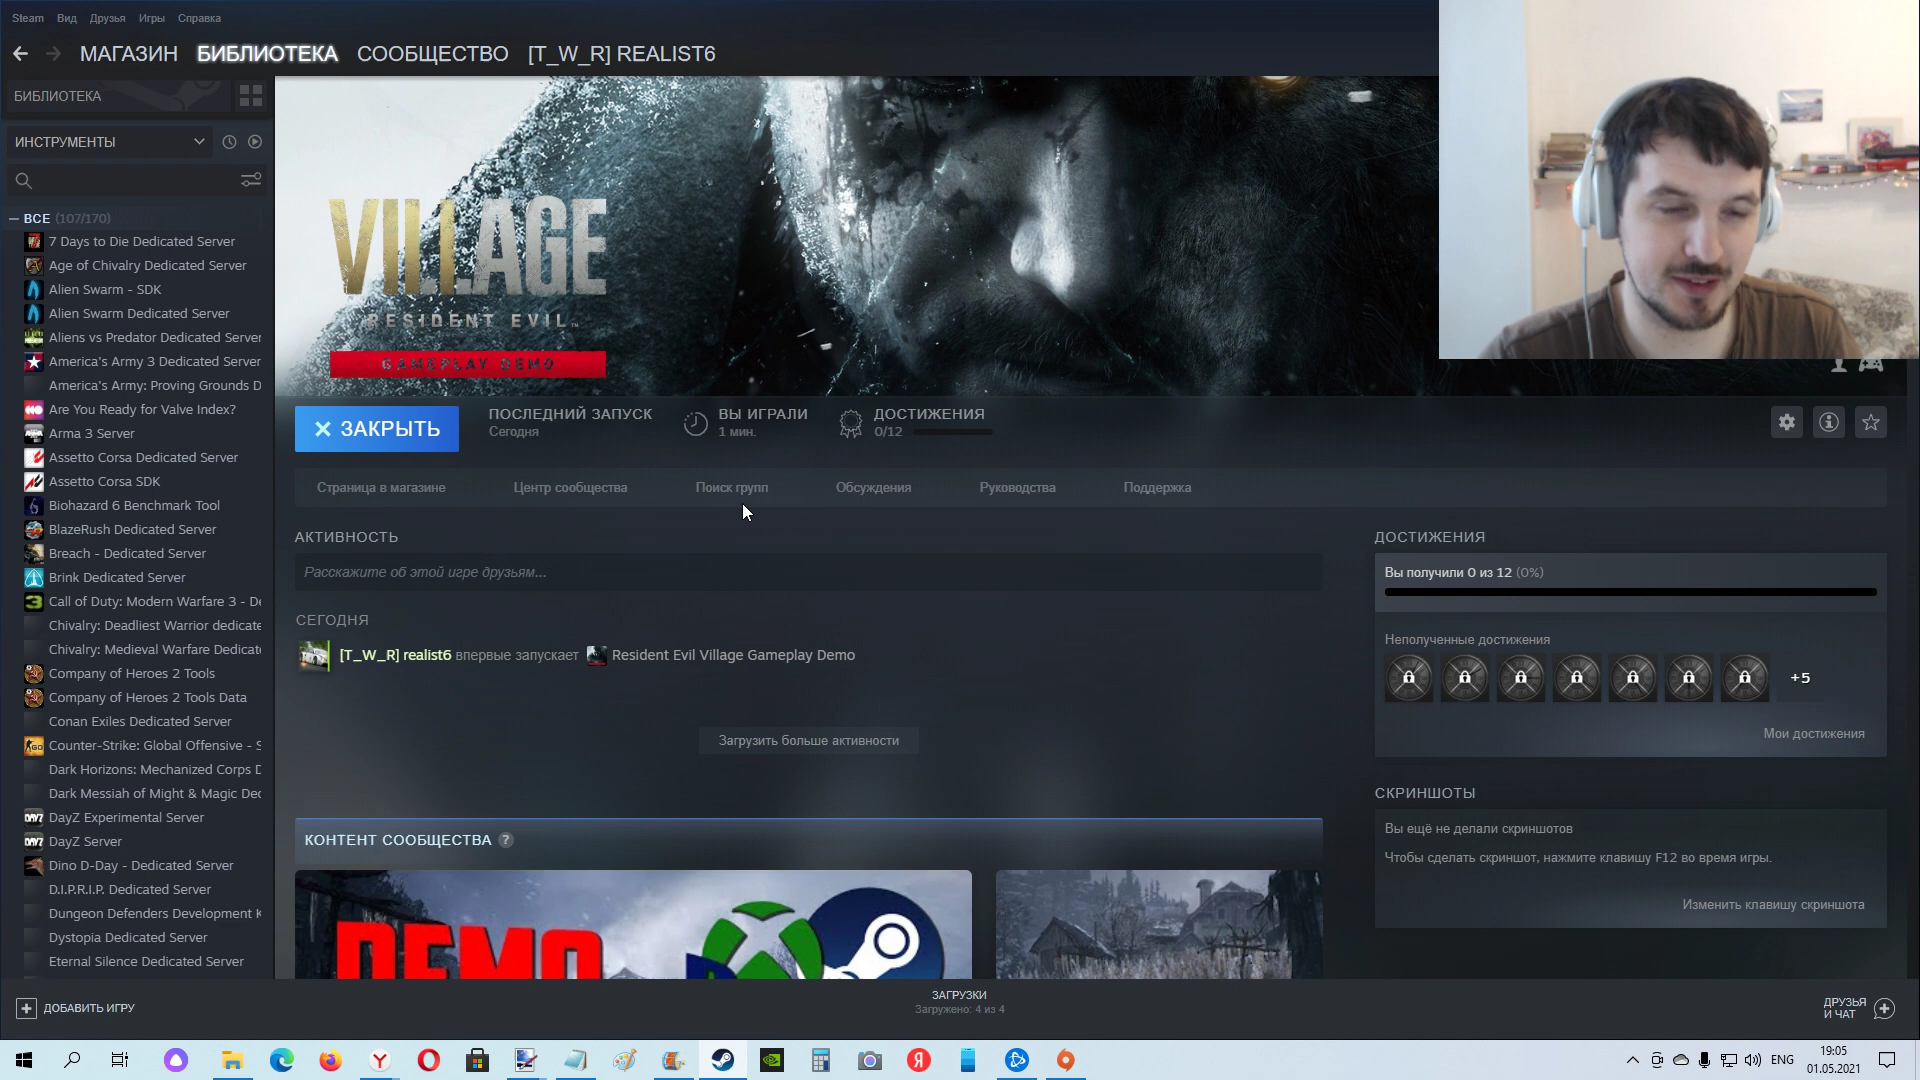 Steam Вид Друзья Игры Справка
МАГАЗИН БИБЛИОТЕКА СООБЩЕСТВО [T_W_R] REALIST6
БИБЛИОТЕКА
ИНСТРУМЕНТЫ
ВСЕ (107/170)
7 Days to Die Dedicated Server
Age of Chivalry Dedicated Server
Alien Swarm - SDK
Alien Swarm Dedicated Server
Aliens vs Predator Dedicated Server
America's Army 3 Dedicated Server
America's Army: Proving Grounds D
Are You Ready for Valve Index?
Arma 3 Server
Assetto Corsa Dedicated Server
Assetto Corsa SDK
Biohazard 6 Benchmark Tool
BlazeRush Dedicated Server
Breach - Dedicated Server
Brink Dedicated Server
Call of Duty: Modern Warfare 3 - De
Chivalry: Deadliest Warrior dedicate
Chivalry: Medieval Warfare Dedicate
Company of Heroes 2 Tools
Company of Heroes 2 Tools Data
Conan Exiles Dedicated Server
Counter-Strike: Global Offensive - S
Dark Horizons: Mechanized Corps D
Dark Messiah of Might & Magic Dec
DayZ Experimental Server
DayZ Server
Dino D-Day - Dedicated Server
D.I.P.R.I.P. Dedicated Server
Dungeon Defenders Development K
Dystopia Dedicated Server
Eternal Silence Dedicated Server
VILLAGE
RESIDENT EVIL™
GAMEPLAY DEMO
ЗАКРЫТЬ
ПОСЛЕДНИЙ ЗАПУСК
Сегодня
ВЫ ИГРАЛИ
1 мин.
ДОСТИЖЕНИЯ
0/12
Страница в магазине Центр сообщества Поиск групп Обсуждения Руководства Поддержка
АКТИВНОСТЬ
Расскажите об этой игре друзьям...
СЕГОДНЯ
[T_W_R] realist6 впервые запускает Resident Evil Village Gameplay Demo
Загрузить больше активности
КОНТЕНТ СООБЩЕСТВА ?
DEMO
ДОСТИЖЕНИЯ
Вы получили 0 из 12 (0%)
Неполученные достижения
+5
Мои достижения
СКРИНШОТЫ
Вы ещё не делали скриншотов
Чтобы сделать скриншот, нажмите клавишу F12 во время игры.
Изменить клавишу скриншота
ДОБАВИТЬ ИГРУ
ЗАГРУЗКИ
Загружено: 4 из 4
ДРУЗЬЯ
И ЧАТ
ENG
19:05
01.05.2021